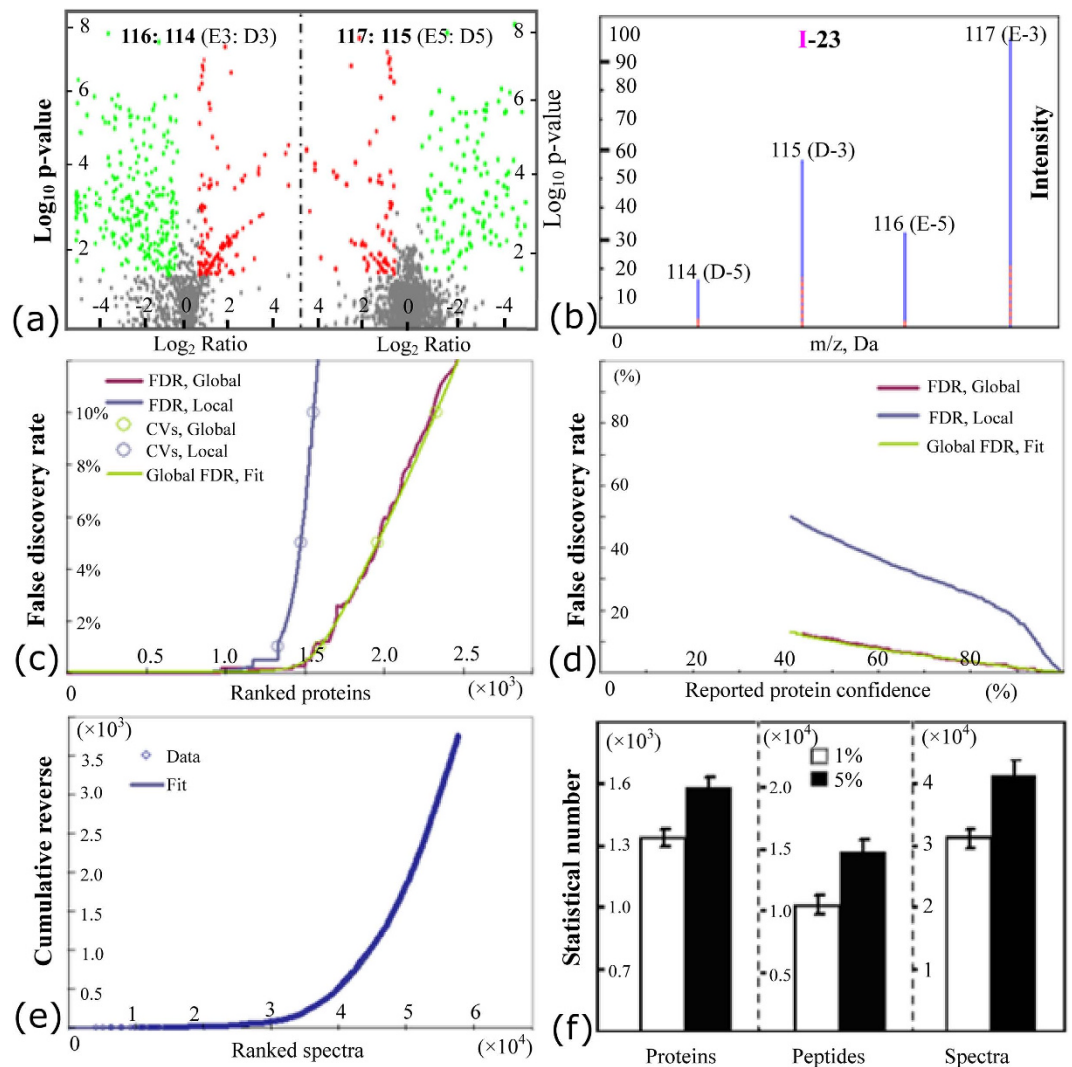 116: 114 (E3: D3)
117: 115 (E5: D5)
8
6
4
2
Log₁₀ p-value
8
6
4
2
Log₁₀ p-value
-4 -2 0 2 4
4 2 0 -2 -4
Log₂ Ratio
Log₂ Ratio
(a)
I-23
100
90
80
60
50
40
30
20
10
0
114 (D-5)
115 (D-3)
116 (E-5)
117 (E-3)
Intensity
m/z, Da
(b)
False discovery rate
FDR, Global
FDR, Local
CVs, Global
CVs, Local
Global FDR, Fit
10%
8%
6%
4%
2%
0 0.5 1.0 1.5 2.0 2.5
Ranked proteins
(×10³)
(c)
False discovery rate
(%)
80
60
40
20
FDR, Global
FDR, Local
Global FDR, Fit
0 20 40 60 80
Reported protein confidence
(%)
(d)
Cumulative reverse
(×10³)
3.5
3.0
2.5
2.0
1.5
1.0
0.5
Data
Fit
0 1 2 3 4 5 6
Ranked spectra
(×10⁴)
(e)
Statistical number
(×10³)
1.6
1.3
1.0
0.7
(×10⁴)
2.0
1.5
1.0
0.5
1%
5%
(×10⁴)
4
3
2
1
Proteins
Peptides
Spectra
(f)